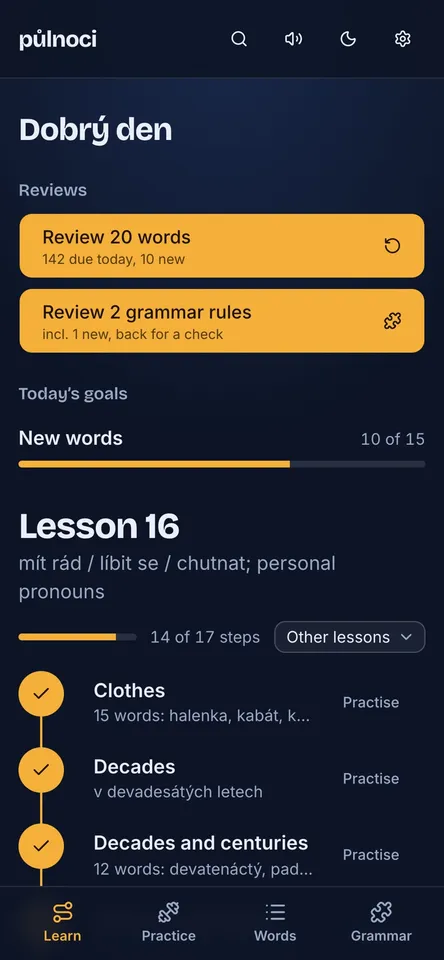 půlnoci
Dobrý den
Reviews
Review 20 words
142 due today, 10 new
Review 2 grammar rules
incl. 1 new, back for a check
Today's goals
New words
10 of 15
Lesson 16
mít rád / líbit se / chutnat; personal
pronouns
14 of 17 steps
Other lessons
Clothes
15 words: halenka, kabát, k...
Practise
Decades
v devadesátých letech
Practise
Decades and centuries
12 words: devatenáctý, pad...
Practise
Learn
Practice
Words
Grammar